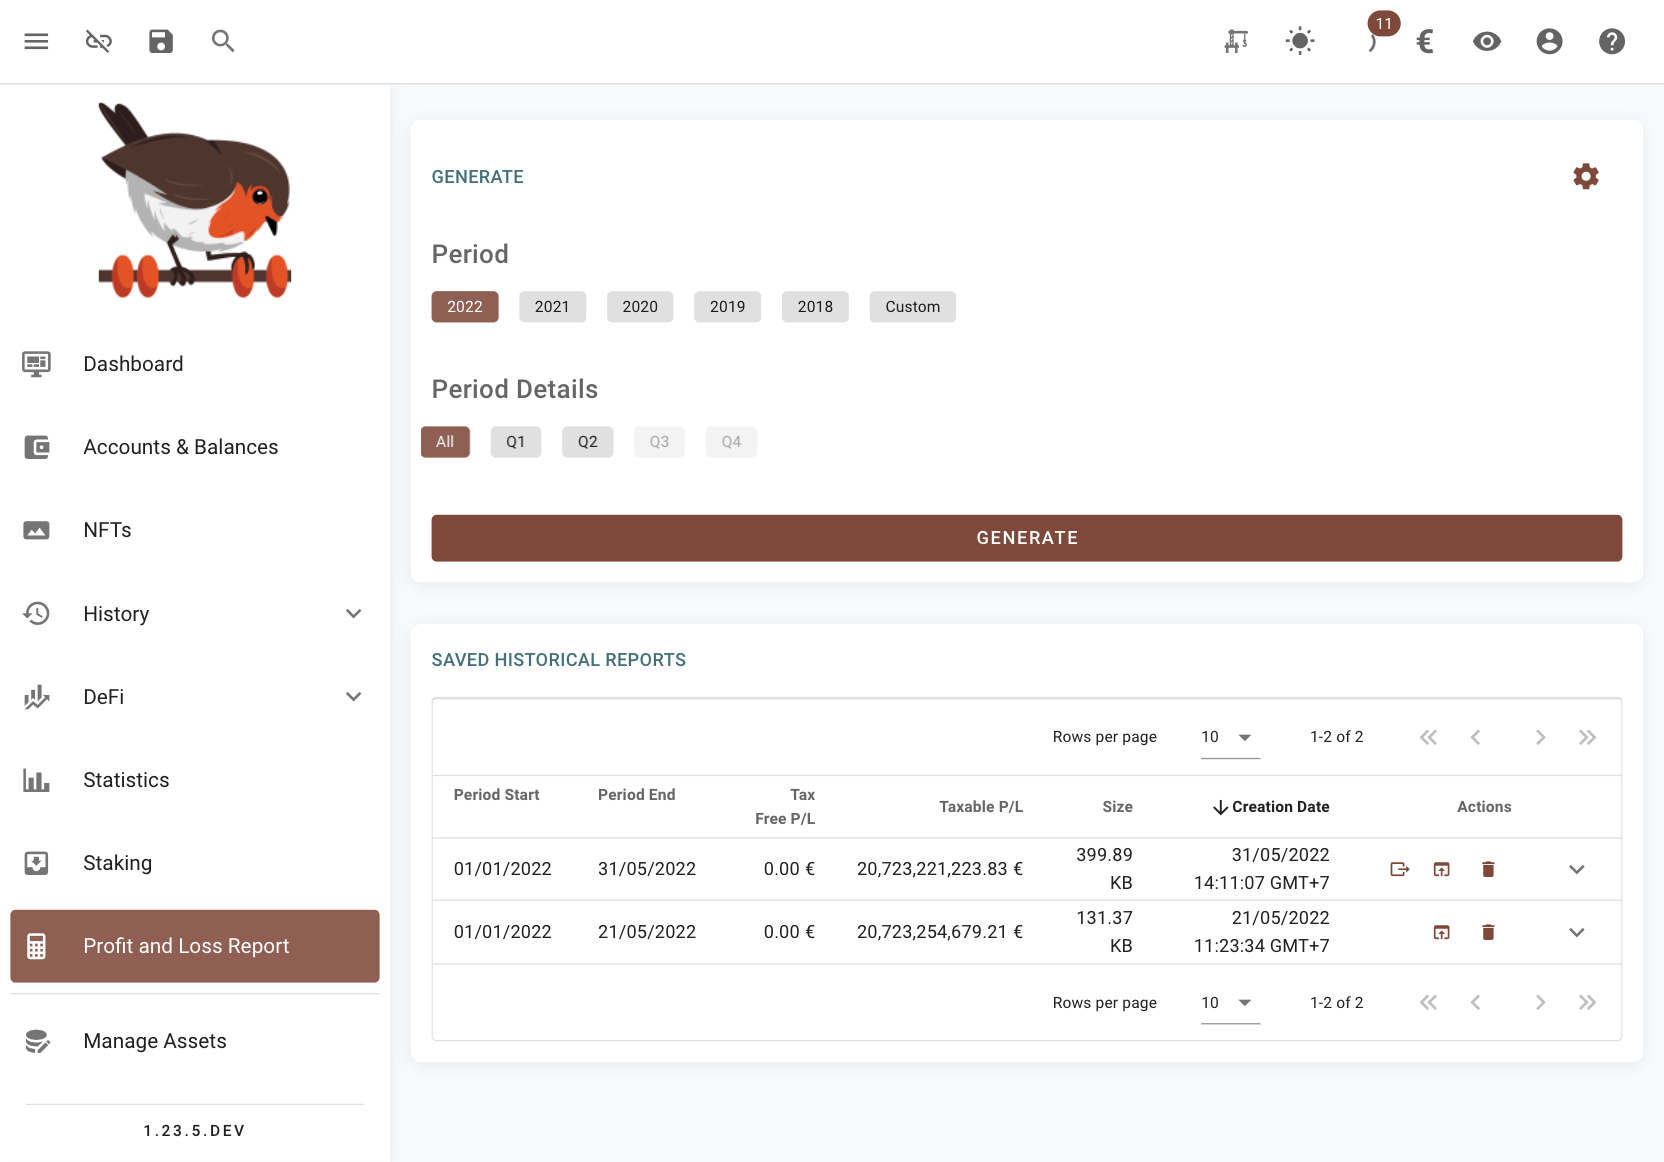 11
€
Dashboard
Accounts & Balances
NFTs
History
DeFi
Statistics
Staking
Profit and Loss Report
Manage Assets
1.23.5.DEV
GENERATE
Period
2022 2021 2020 2019 2018 Custom
Period Details
All Q1 Q2 Q3 Q4
GENERATE
SAVED HISTORICAL REPORTS
Rows per page 10 1-2 of 2
Period Start Period End Tax Free P/L Taxable P/L Size Creation Date Actions
01/01/2022 31/05/2022 0.00 € 20,723,221,223.83 € 399.89 KB 31/05/2022 14:11:07 GMT+7
01/01/2022 21/05/2022 0.00 € 20,723,254,679.21 € 131.37 KB 21/05/2022 11:23:34 GMT+7
Rows per page 10 1-2 of 2